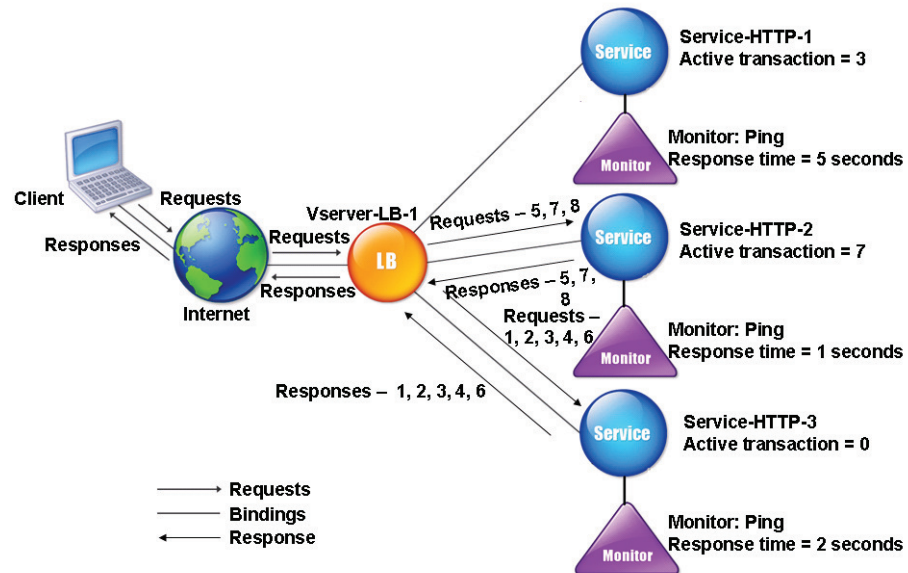 Service
Service-HTTP-1
Active transaction = 3
Monitor
Monitor: Ping
Response time = 5 seconds
Client
Requests
Responses
Internet
Vserver-LB-1
Requests
Responses
LB
Requests – 5, 7, 8
Responses – 5, 7,
8
Service
Service-HTTP-2
Active transaction = 7
Requests –
1, 2, 3, 4, 6
Monitor
Monitor: Ping
Response time = 1 seconds
Responses – 1, 2, 3, 4, 6
Service
Service-HTTP-3
Active transaction = 0
Monitor
Monitor: Ping
Response time = 2 seconds
Requests
Bindings
Response